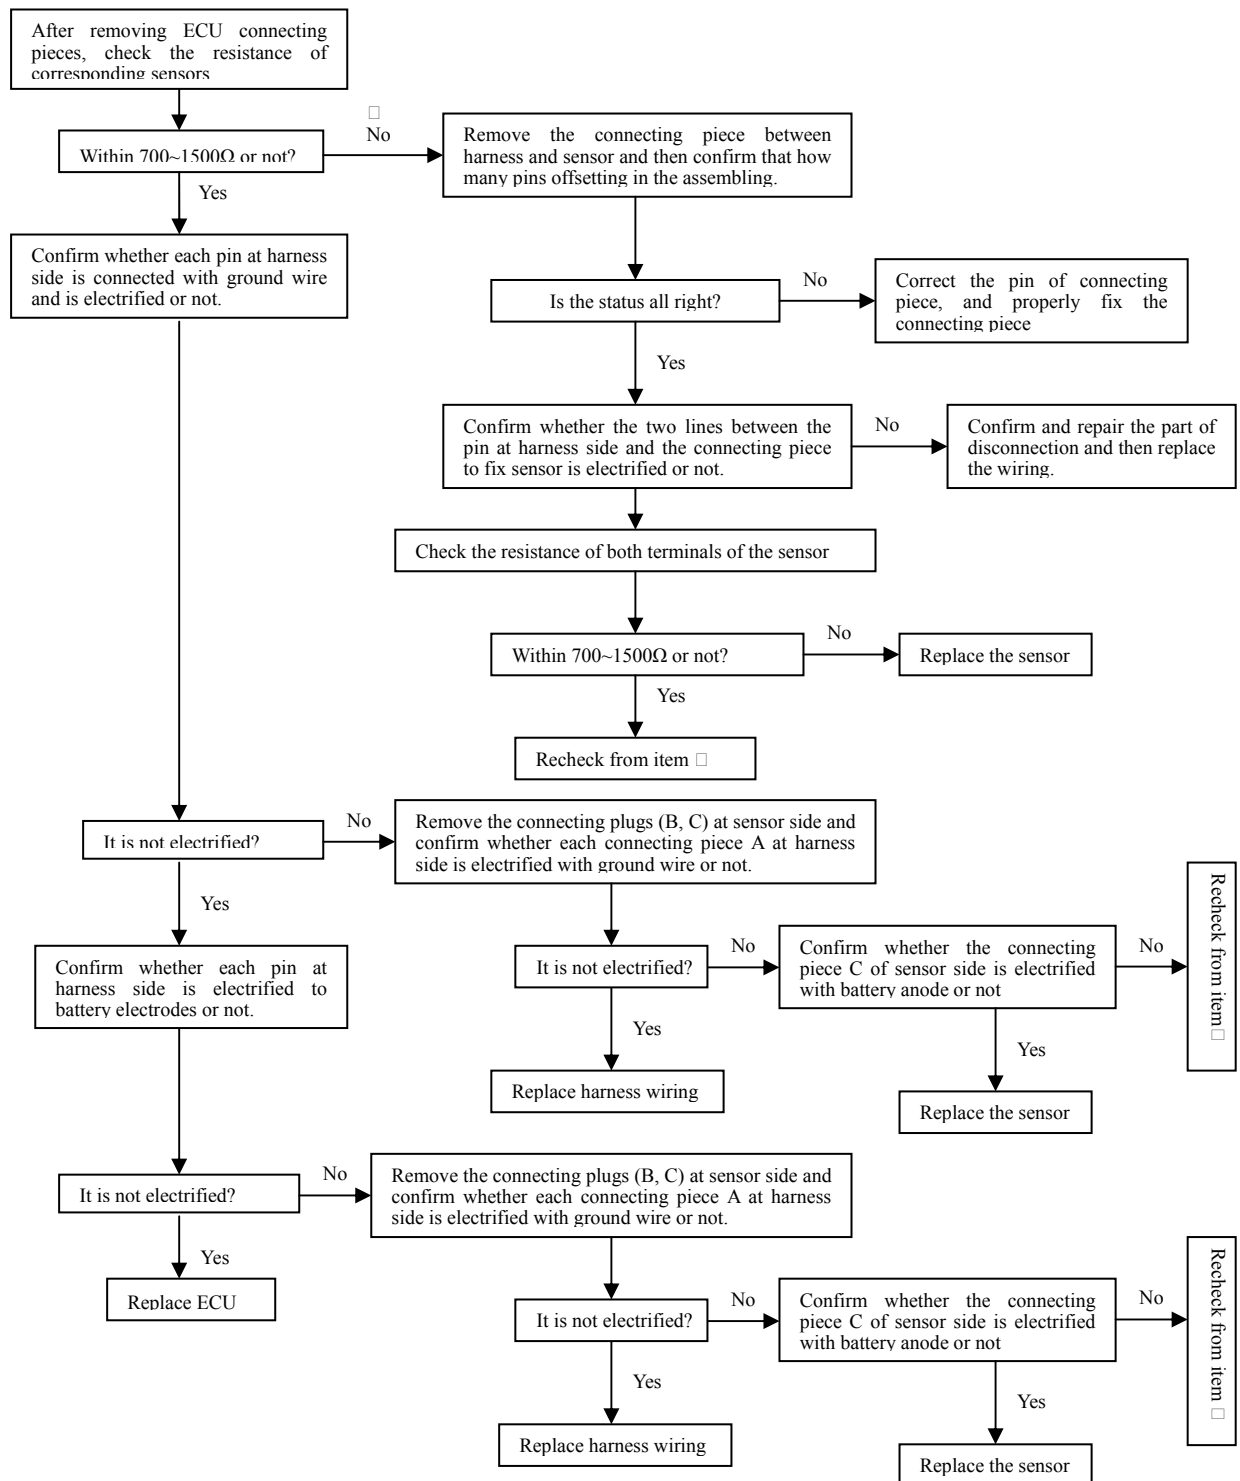 After removing ECU connecting
pieces, check the resistance of
corresponding sensors
□
No
Within 700~1500Ω or not?
Remove the connecting piece between
harness and sensor and then confirm that how
many pins offsetting in the assembling.
Yes
Confirm whether each pin at harness
side is connected with ground wire
and is electrified or not.
Is the status all right?
No
Correct the pin of connecting
piece, and properly fix the
connecting piece
Yes
Confirm whether the two lines between the
pin at harness side and the connecting piece
to fix sensor is electrified or not.
No
Confirm and repair the part of
disconnection and then replace
the wiring.
Check the resistance of both terminals of the sensor
Within 700~1500Ω or not?
No
Replace the sensor
Yes
Recheck from item □
It is not electrified?
No
Remove the connecting plugs (B, C) at sensor side and
confirm whether each connecting piece A at harness
side is electrified with ground wire or not.
Yes
Confirm whether each pin at
harness side is electrified to
battery electrodes or not.
It is not electrified?
No
Confirm whether the connecting
piece C of sensor side is electrified
with battery anode or not
No
Recheck from item□
Yes
Replace harness wiring
Yes
Replace the sensor
It is not electrified?
No
Remove the connecting plugs (B, C) at sensor side and
confirm whether each connecting piece A at harness
side is electrified with ground wire or not.
Yes
Replace ECU
It is not electrified?
No
Confirm whether the connecting
piece C of sensor side is electrified
with battery anode or not
No
Recheck from item □
Yes
Replace harness wiring
Yes
Replace the sensor